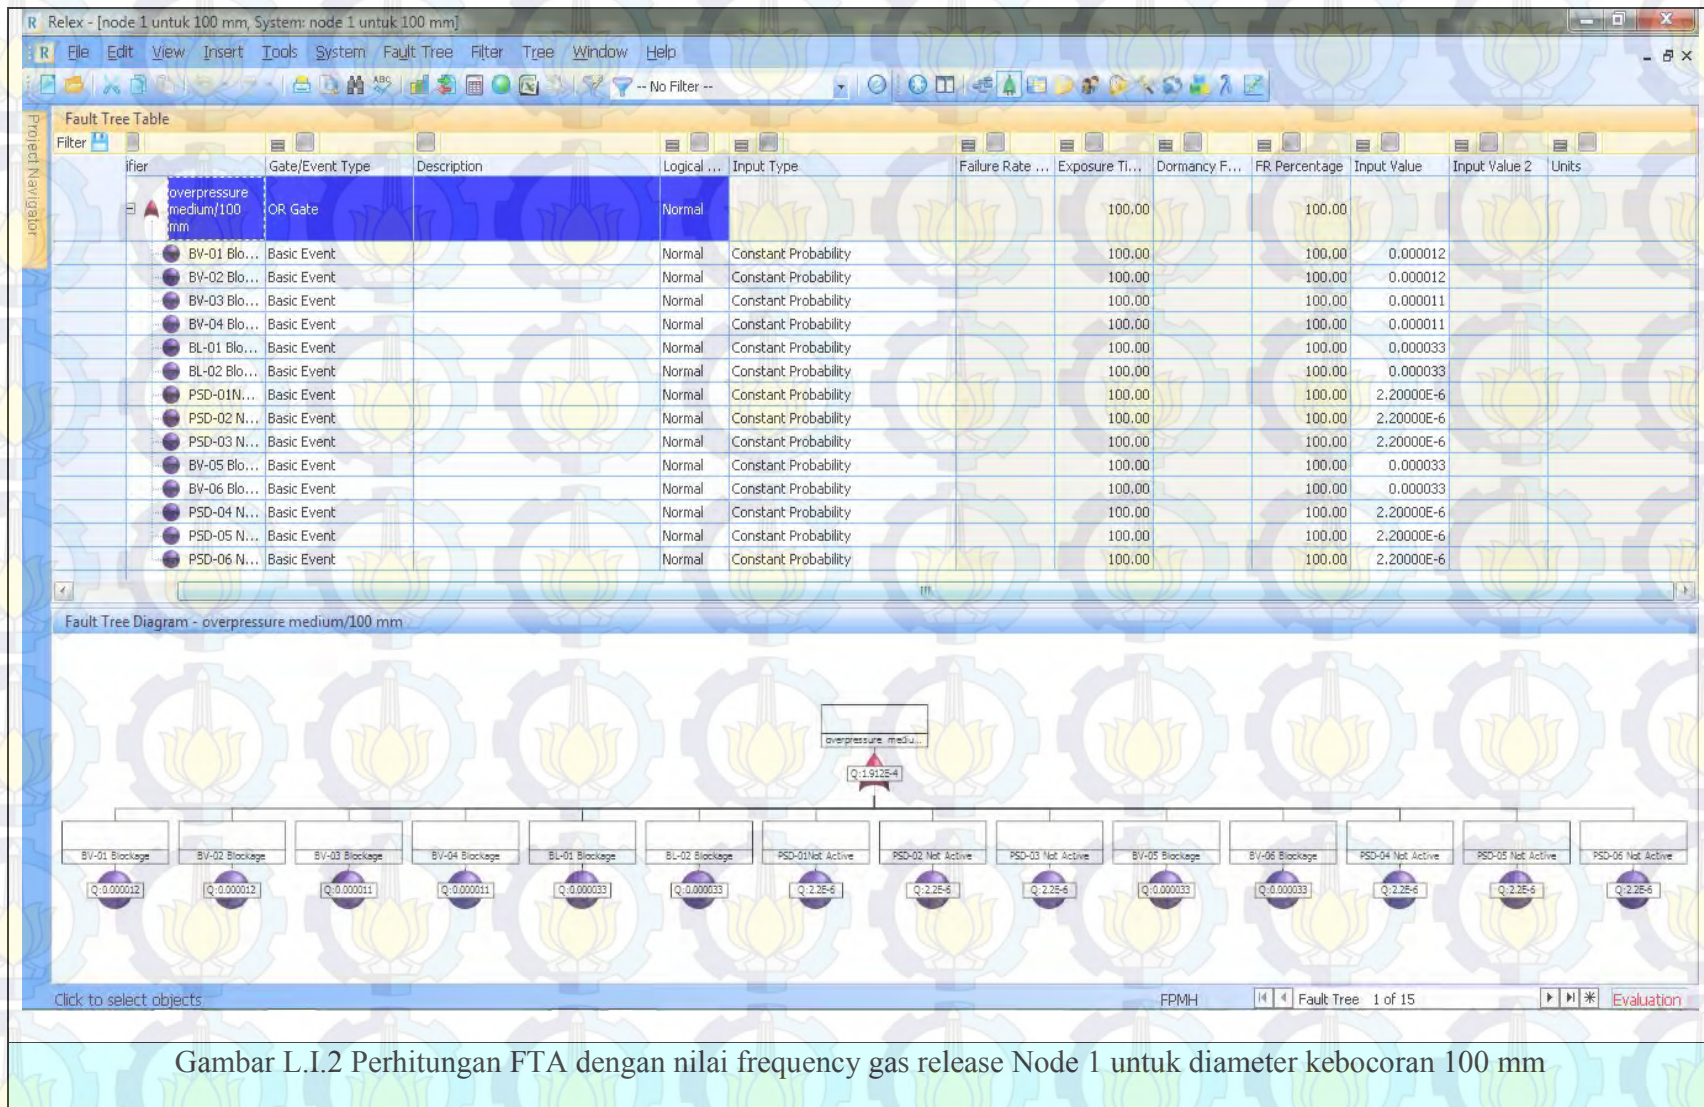 R Relex - [node 1 untuk 100 mm, System: node 1 untuk 100 mm]
R File Edit View Insert Tools System Fault Tree Filter Tree Window Help
-- No Filter --
Project Navigator
Fault Tree Table
Filter
ifier Gate/Event Type Description Logical ... Input Type Failure Rate ... Exposure Ti... Dormancy F... FR Percentage Input Value Input Value 2 Units
overpressure
medium/100
mm OR Gate Normal 100.00 100.00
BV-01 Blo... Basic Event Normal Constant Probability 100.00 100.00 0.000012
BV-02 Blo... Basic Event Normal Constant Probability 100.00 100.00 0.000012
BV-03 Blo... Basic Event Normal Constant Probability 100.00 100.00 0.000011
BV-04 Blo... Basic Event Normal Constant Probability 100.00 100.00 0.000011
BL-01 Blo... Basic Event Normal Constant Probability 100.00 100.00 0.000033
BL-02 Blo... Basic Event Normal Constant Probability 100.00 100.00 0.000033
PSD-01N... Basic Event Normal Constant Probability 100.00 100.00 2.20000E-6
PSD-02 N... Basic Event Normal Constant Probability 100.00 100.00 2.20000E-6
PSD-03 N... Basic Event Normal Constant Probability 100.00 100.00 2.20000E-6
BV-05 Blo... Basic Event Normal Constant Probability 100.00 100.00 0.000033
BV-06 Blo... Basic Event Normal Constant Probability 100.00 100.00 0.000033
PSD-04 N... Basic Event Normal Constant Probability 100.00 100.00 2.20000E-6
PSD-05 N... Basic Event Normal Constant Probability 100.00 100.00 2.20000E-6
PSD-06 N... Basic Event Normal Constant Probability 100.00 100.00 2.20000E-6
Fault Tree Diagram - overpressure medium/100 mm
overpressure mediu...
Q:1.912E-4
BV-01 Blockage BV-02 Blockage BV-03 Blockage BV-04 Blockage BL-01 Blockage BL-02 Blockage PSD-01Not Active PSD-02 Not Active PSD-03 Not Active BV-05 Blockage BV-06 Blockage PSD-04 Not Active PSD-05 Not Active PSD-06 Not Active
Q:0.000012 Q:0.000012 Q:0.000011 Q:0.000011 Q:0.000033 Q:0.000033 Q:2.2E-6 Q:2.2E-6 Q:2.2E-6 Q:0.000033 Q:0.000033 Q:2.2E-6 Q:2.2E-6 Q:2.2E-6
Click to select objects FPMH Fault Tree 1 of 15 Evaluation
Gambar L.I.2 Perhitungan FTA dengan nilai frequency gas release Node 1 untuk diameter kebocoran 100 mm